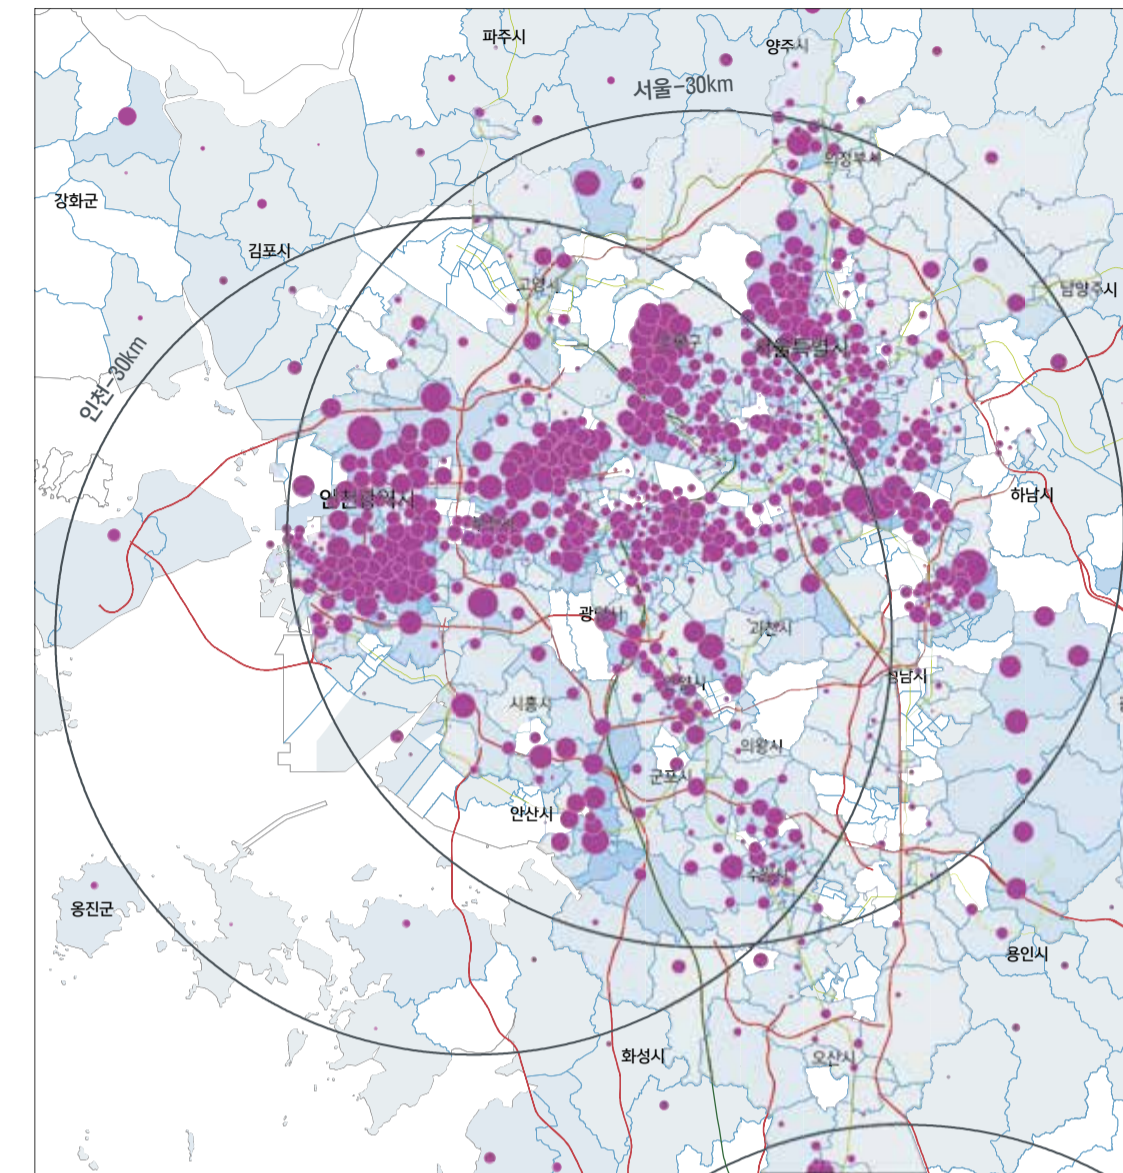 파주시
양주시
서울-30km
의정부시
강화군
김포시
고양시
남양주시
인천-30km
서울특별시
인천광역시
하남시
광명시
과천시
성남시
시흥시
의왕시
군포시
안산시
수원시
옹진군
용인시
화성시
오산시